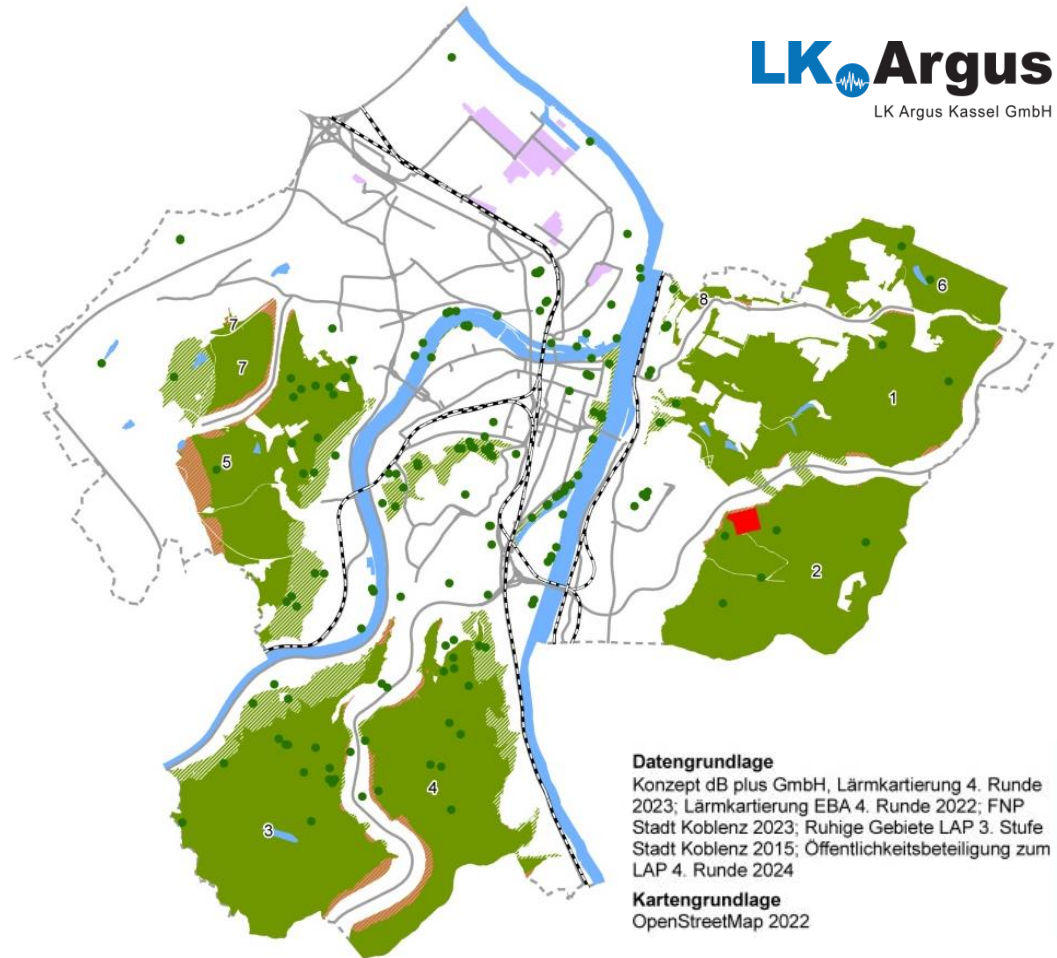 LK Argus
LK Argus Kassel GmbH
6
8
7
7
1
5
2
4
3
Datengrundlage
Konzept dB plus GmbH, Lärmkartierung 4. Runde
2023; Lärmkartierung EBA 4. Runde 2022; FNP
Stadt Koblenz 2023; Ruhige Gebiete LAP 3. Stufe
Stadt Koblenz 2015; Öffentlichkeitsbeteiligung zum
LAP 4. Runde 2024
Kartengrundlage
OpenStreetMap 2022